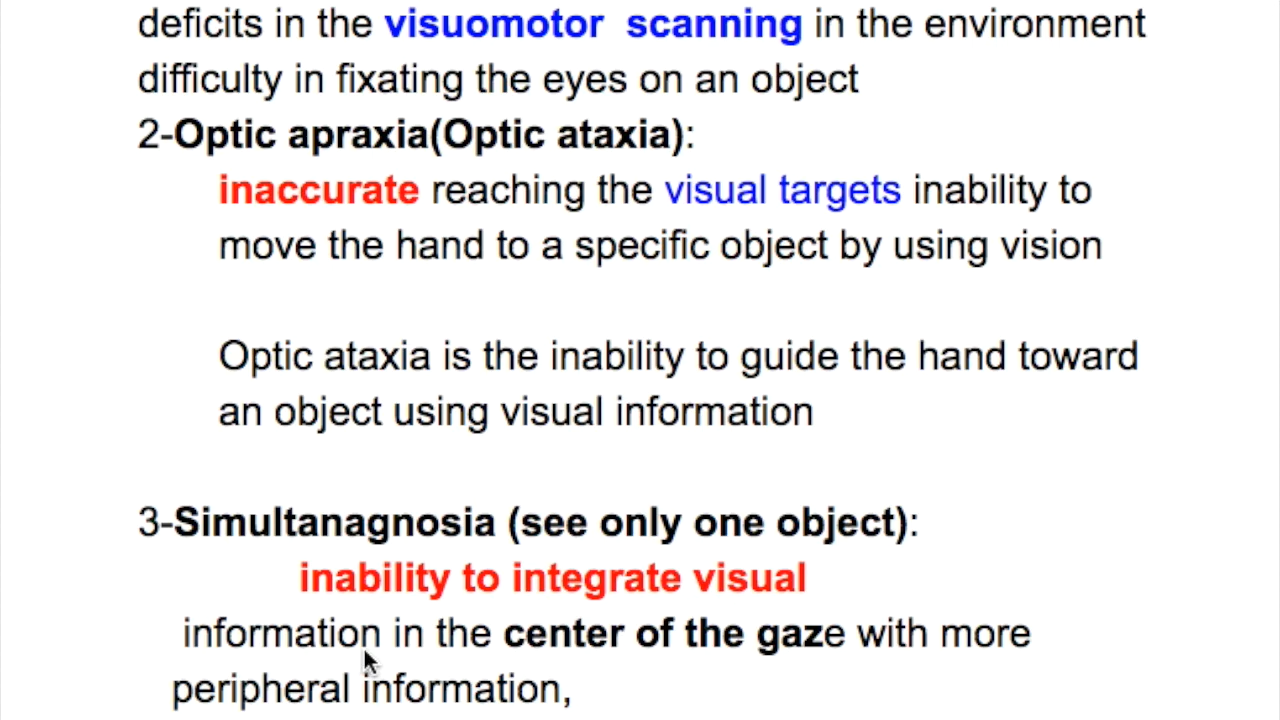 deficits in the visuomotor scanning in the environment
difficulty in fixating the eyes on an object
2-Optic apraxia(Optic ataxia):
inaccurate reaching the visual targets inability to
move the hand to a specific object by using vision
Optic ataxia is the inability to guide the hand toward
an object using visual information
3-Simultanagnosia (see only one object):
inability to integrate visual
information in the center of the gaze with more
peripheral information,